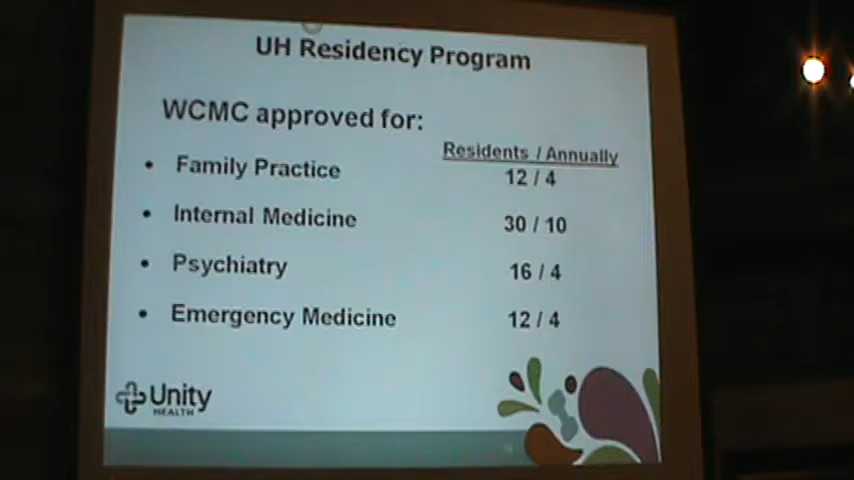 UH Residency Program
WCMC approved for:
Residents / Annually
• Family Practice 12 / 4
• Internal Medicine 30 / 10
• Psychiatry 16 / 4
• Emergency Medicine 12 / 4
Unity
HEALTH